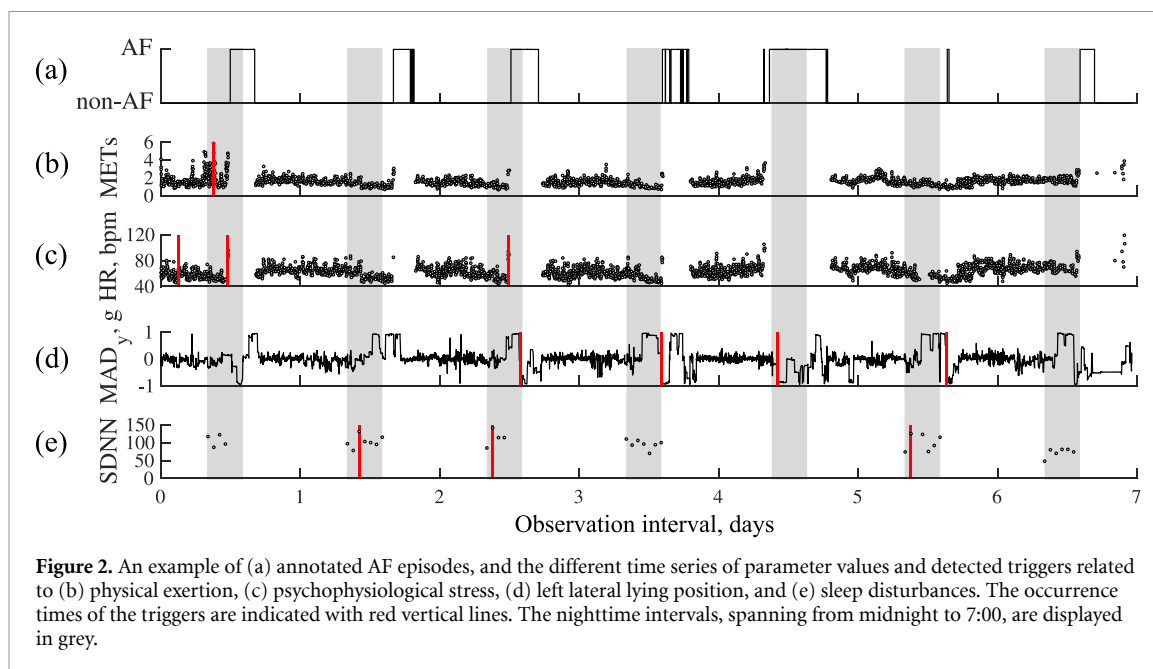 AF
(a)
non-AF
6
(b)
4
2
0
METs
120
(c)
80
40
HR, bpm
1
(d)
0
-1
MADy, g
150
(e)
100
50
0
SDNN
0 1 2 3 4 5 6 7
Observation interval, days
Figure 2. An example of (a) annotated AF episodes, and the different time series of parameter values and detected triggers related
to (b) physical exertion, (c) psychophysiological stress, (d) left lateral lying position, and (e) sleep disturbances. The occurrence
times of the triggers are indicated with red vertical lines. The nighttime intervals, spanning from midnight to 7:00, are displayed
in grey.